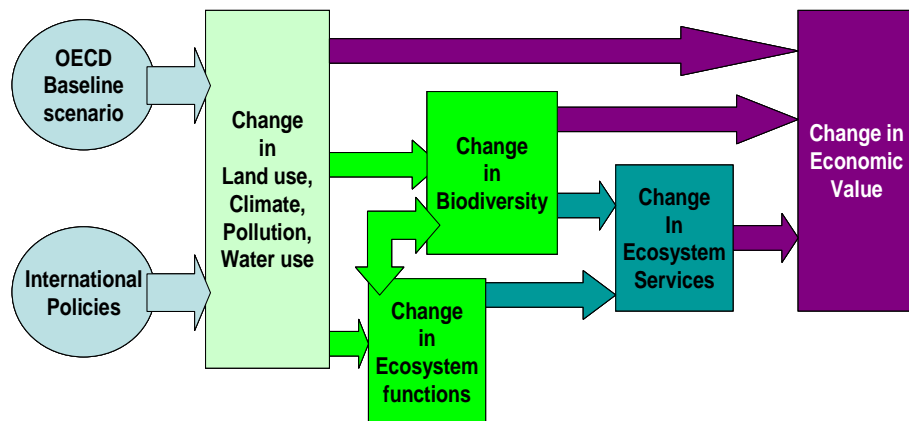 OECD
Baseline
scenario
International
Policies
Change
in
Land use,
Climate,
Pollution,
Water use
Change
in
Biodiversity
Change
in
Ecosystem
functions
Change
In
Ecosystem
Services
Change in
Economic
Value